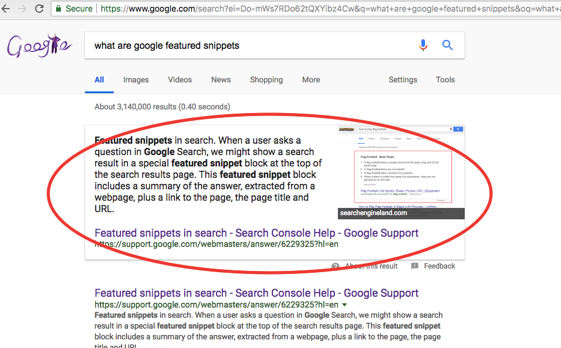 Secure https://www.google.com/search?ei=Do-mWs7RDo62tQXYibz4Cw&q=what+are+google+featured+snippets&oq=what+
Google
what are google featured snippets
All Images Videos News Shopping More Settings Tools
About 3,140,000 results (0.40 seconds)
Featured snippets in search. When a user asks a
question in Google Search, we might show a search
result in a special featured snippet block at the top of
the search results page. This featured snippet block
includes a summary of the answer, extracted from a
webpage, plus a link to the page, the page title and
URL.
searchengineland.com
Featured snippets in search - Search Console Help - Google Support
https://support.google.com/webmasters/answer/6229325?hl=en
About this result Feedback
Featured snippets in search - Search Console Help - Google Support
https://support.google.com/webmasters/answer/6229325?hl=en
Featured snippets in search. When a user asks a question in Google Search, we might show a search
result in a special featured snippet block at the top of the search results page. This featured snippet
block includes a summary of the answer, extracted from a webpage, plus a link to the page, the page
title and URL.